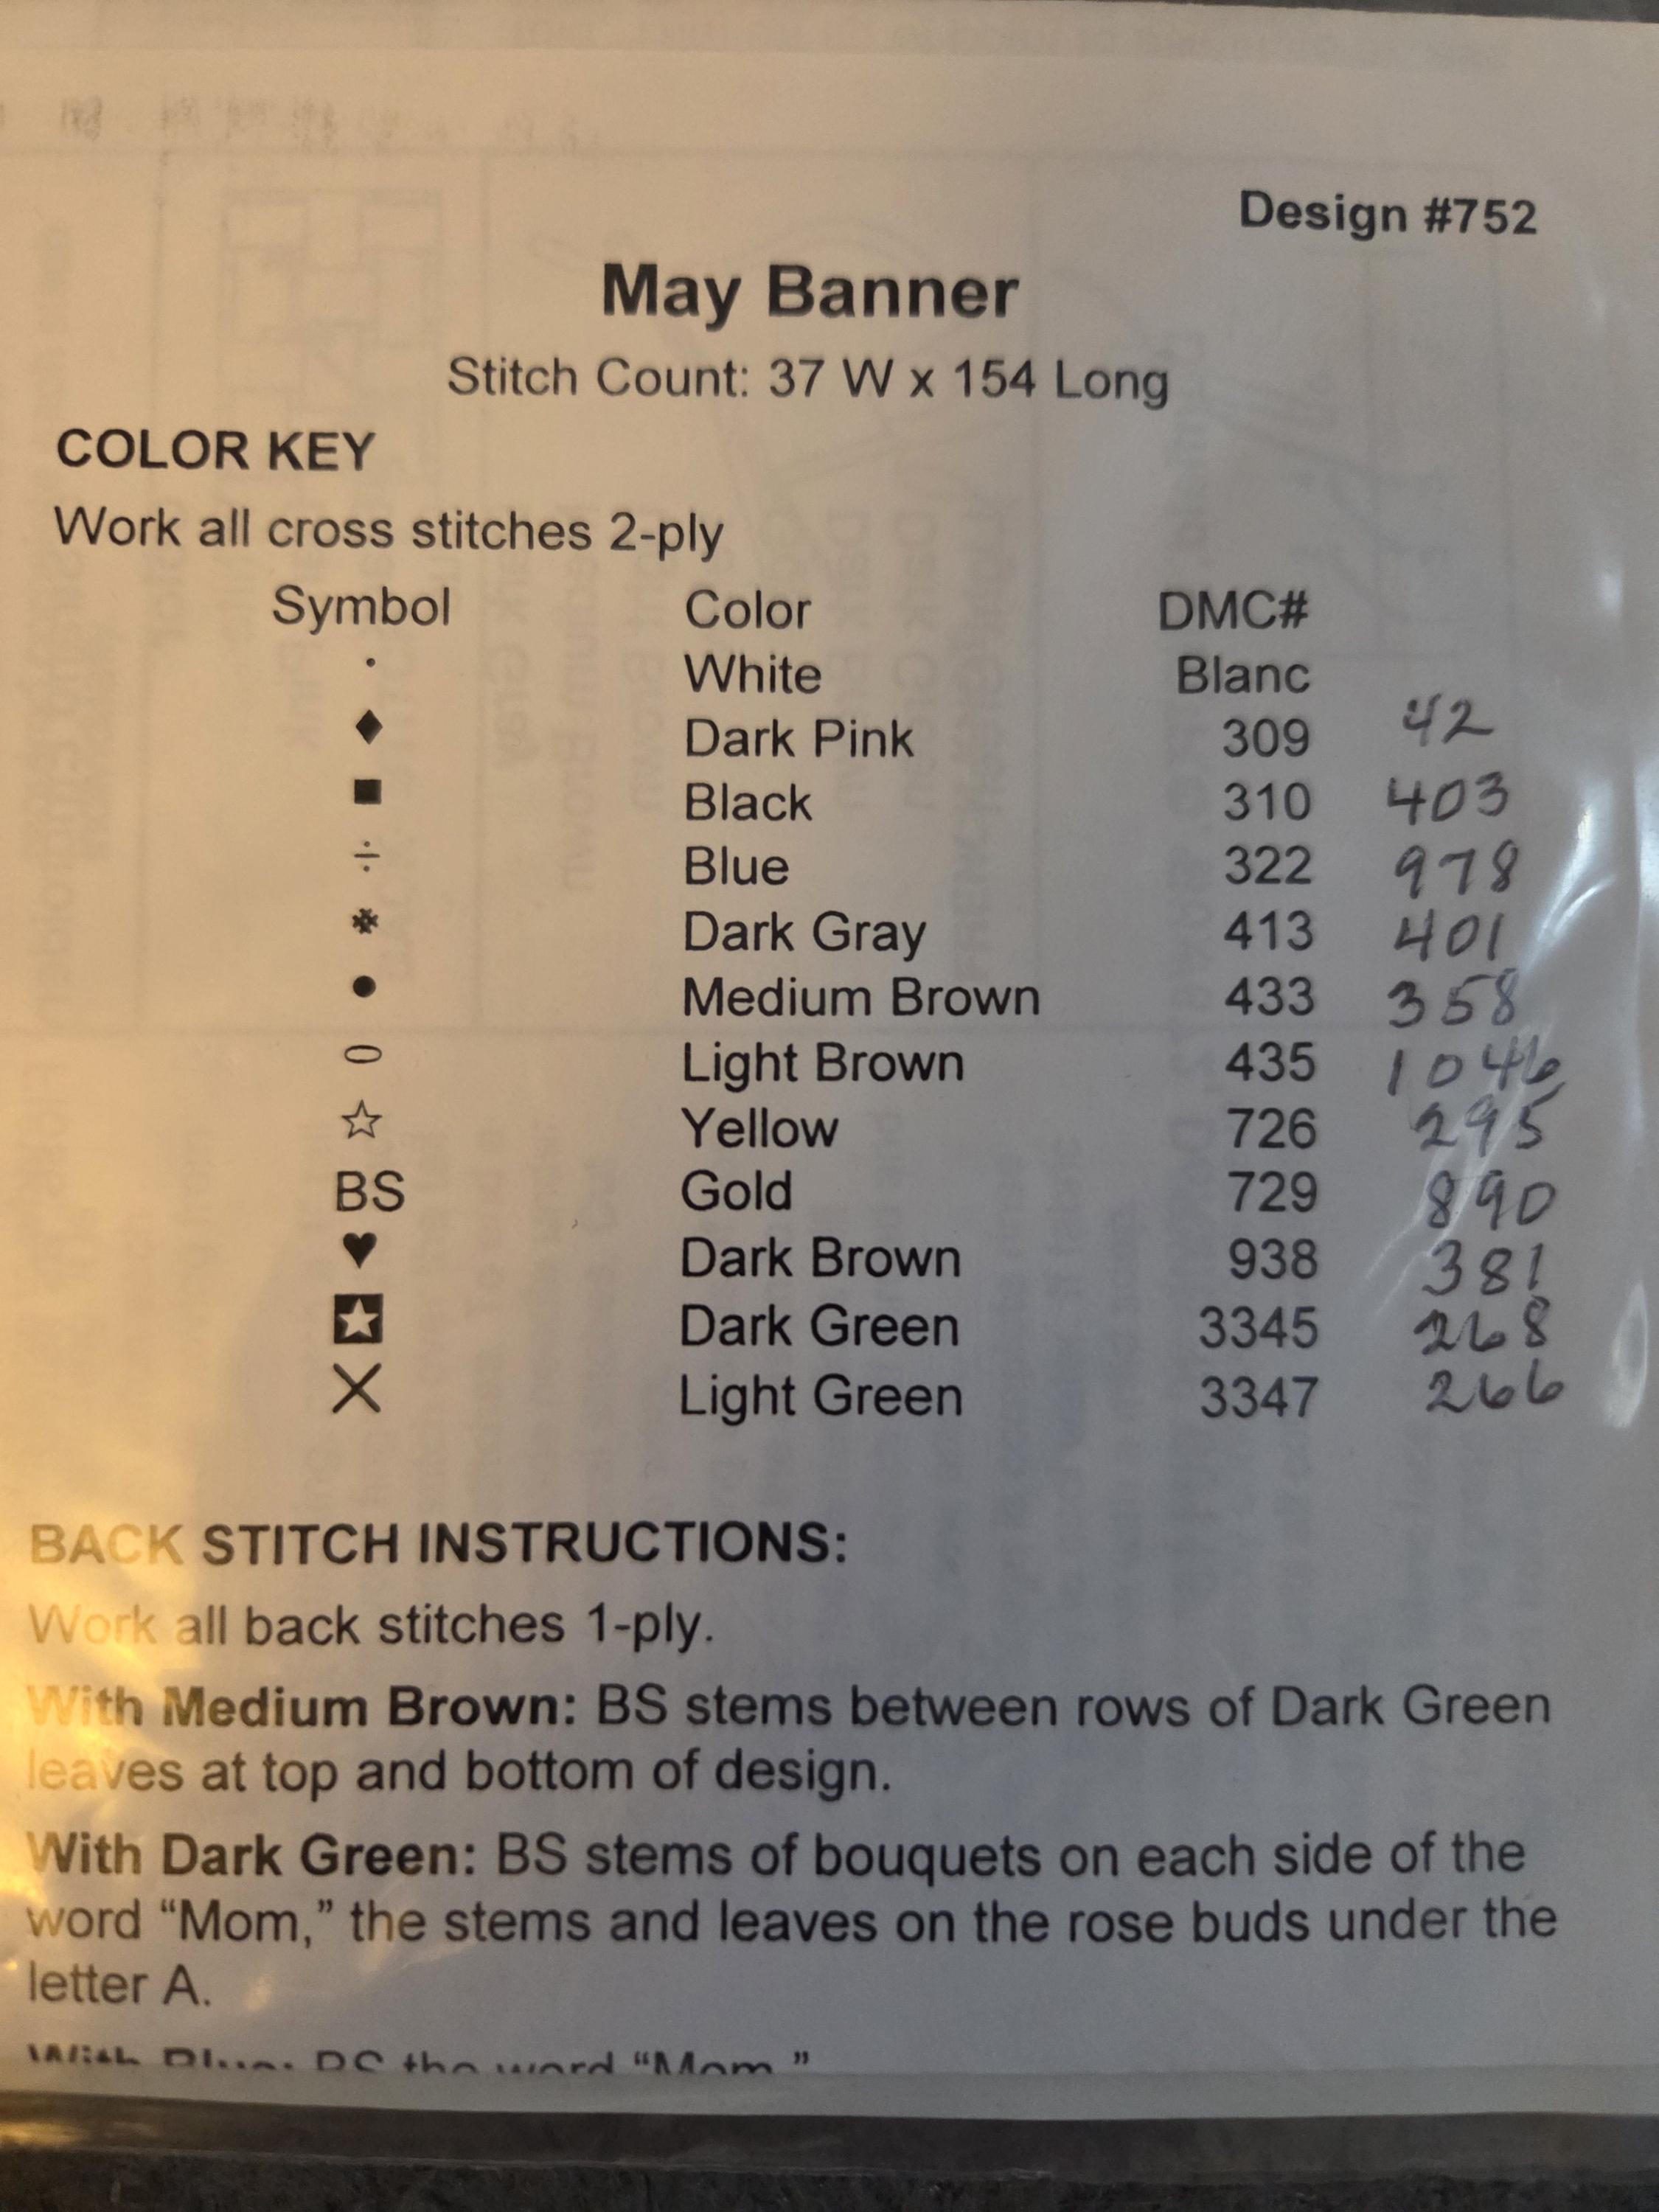 Design #752
May Banner
Stitch Count: 37 W x 154 Long
COLOR KEY
Work all cross stitches 2-ply
Symbol Color DMC#
· White Blanc
♦ Dark Pink 309 42
■ Black 310 403
÷ Blue 322 978
✱ Dark Gray 413 401
● Medium Brown 433 358
⬭ Light Brown 435 1046
☆ Yellow 726 295
BS Gold 729 890
♥ Dark Brown 938 381
★ Dark Green 3345 268
X Light Green 3347 266
BACK STITCH INSTRUCTIONS:
Work all back stitches 1-ply.
With Medium Brown: BS stems between rows of Dark Green
leaves at top and bottom of design.
With Dark Green: BS stems of bouquets on each side of the
word “Mom,” the stems and leaves on the rose buds under the
letter A.
With Blue: BS the word “Mom.”